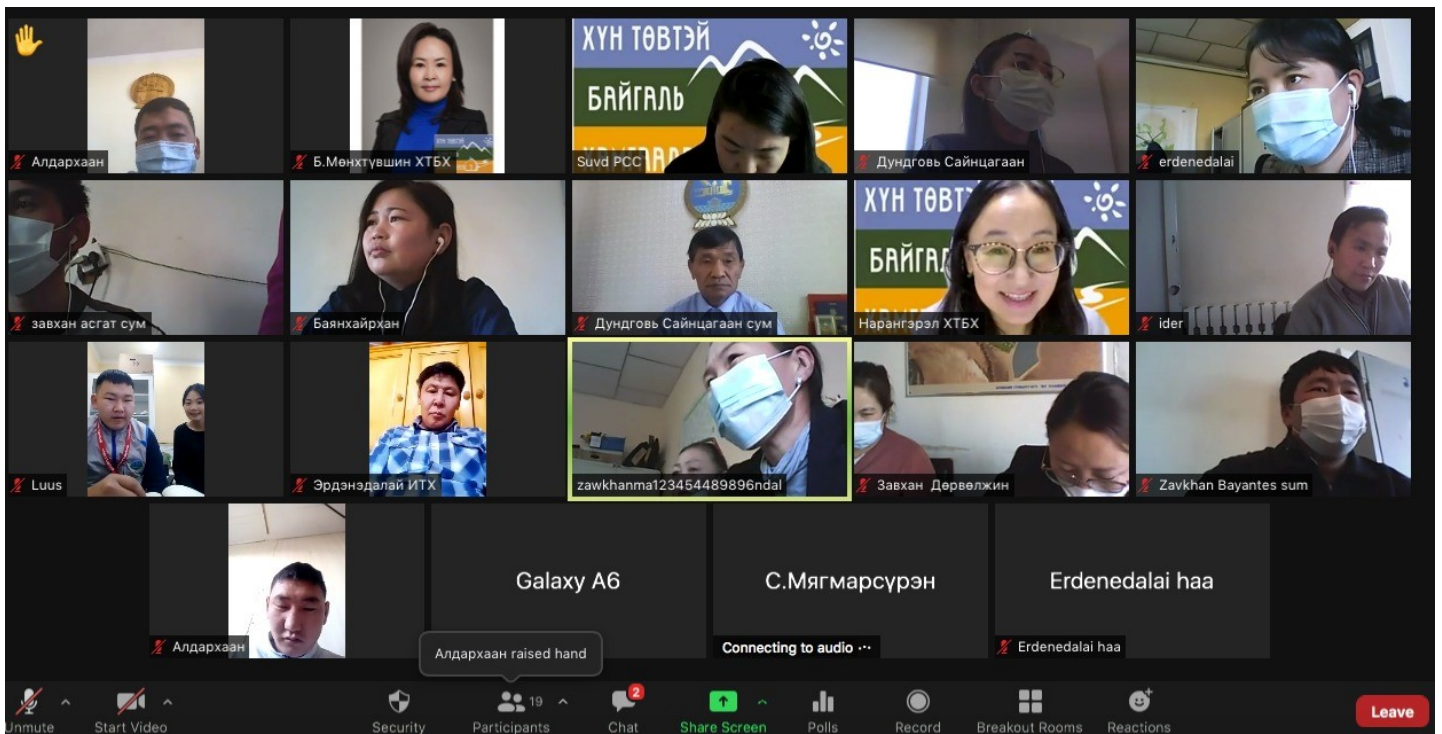 ХҮН ТӨВТЭЙ
БАЙГАЛЬ
Алдархаан
Б.Мөнхтүвшин ХТБХ
Suvd PCC
Дундговь Сайнцагаан
erdenedalai
ХҮН ТӨВТ
БАЙГАЛ
завхан асгат сум
Баянхайрхан
Дундговь Сайнцагаан сум
Нарангэрэл ХТБХ
ider
Luus
Эрдэнэдалай ИТХ
zawkhanma123454489896ndal
Завхан Дөрвөлжин
Zavkhan Bayantes sum
Алдархаан
Galaxy A6
С.Мягмарсүрэн
Connecting to audio ···
Erdenedalai haa
Erdenedalai haa
Алдархаан raised hand
19
2
Unmute
Start Video
Security
Participants
Chat
Share Screen
Polls
Record
Breakout Rooms
Reactions
Leave